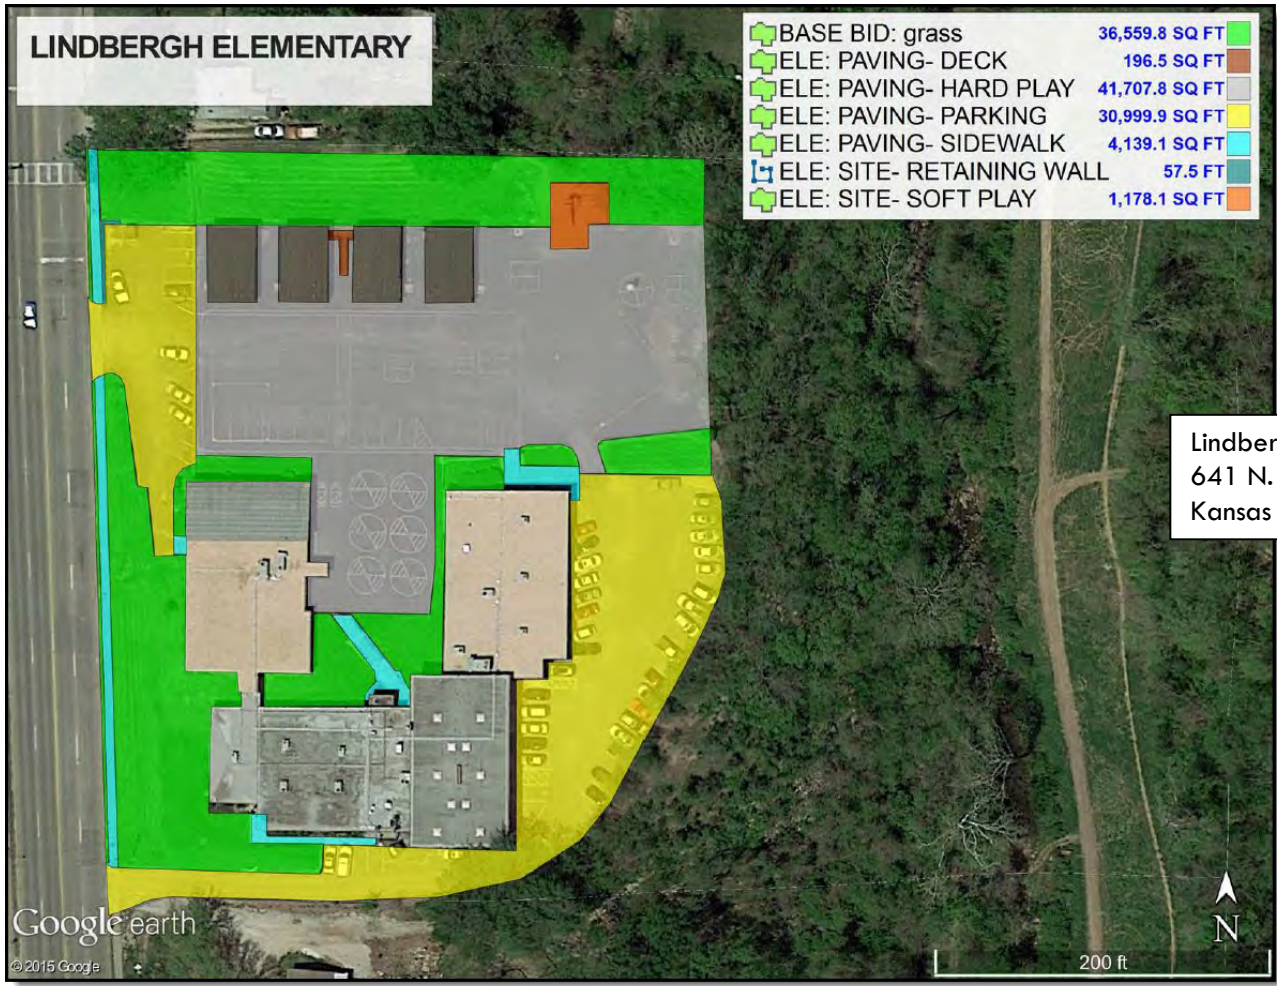 LINDBERGH ELEMENTARY
BASE BID: grass 36,559.8 SQ FT
ELE: PAVING- DECK 196.5 SQ FT
ELE: PAVING- HARD PLAY 41,707.8 SQ FT
ELE: PAVING- PARKING 30,999.9 SQ FT
ELE: PAVING- SIDEWALK 4,139.1 SQ FT
ELE: SITE- RETAINING WALL 57.5 FT
ELE: SITE- SOFT PLAY 1,178.1 SQ FT
Lindber
641 N.
Kansas
Google earth
© 2015 Google
N
200 ft